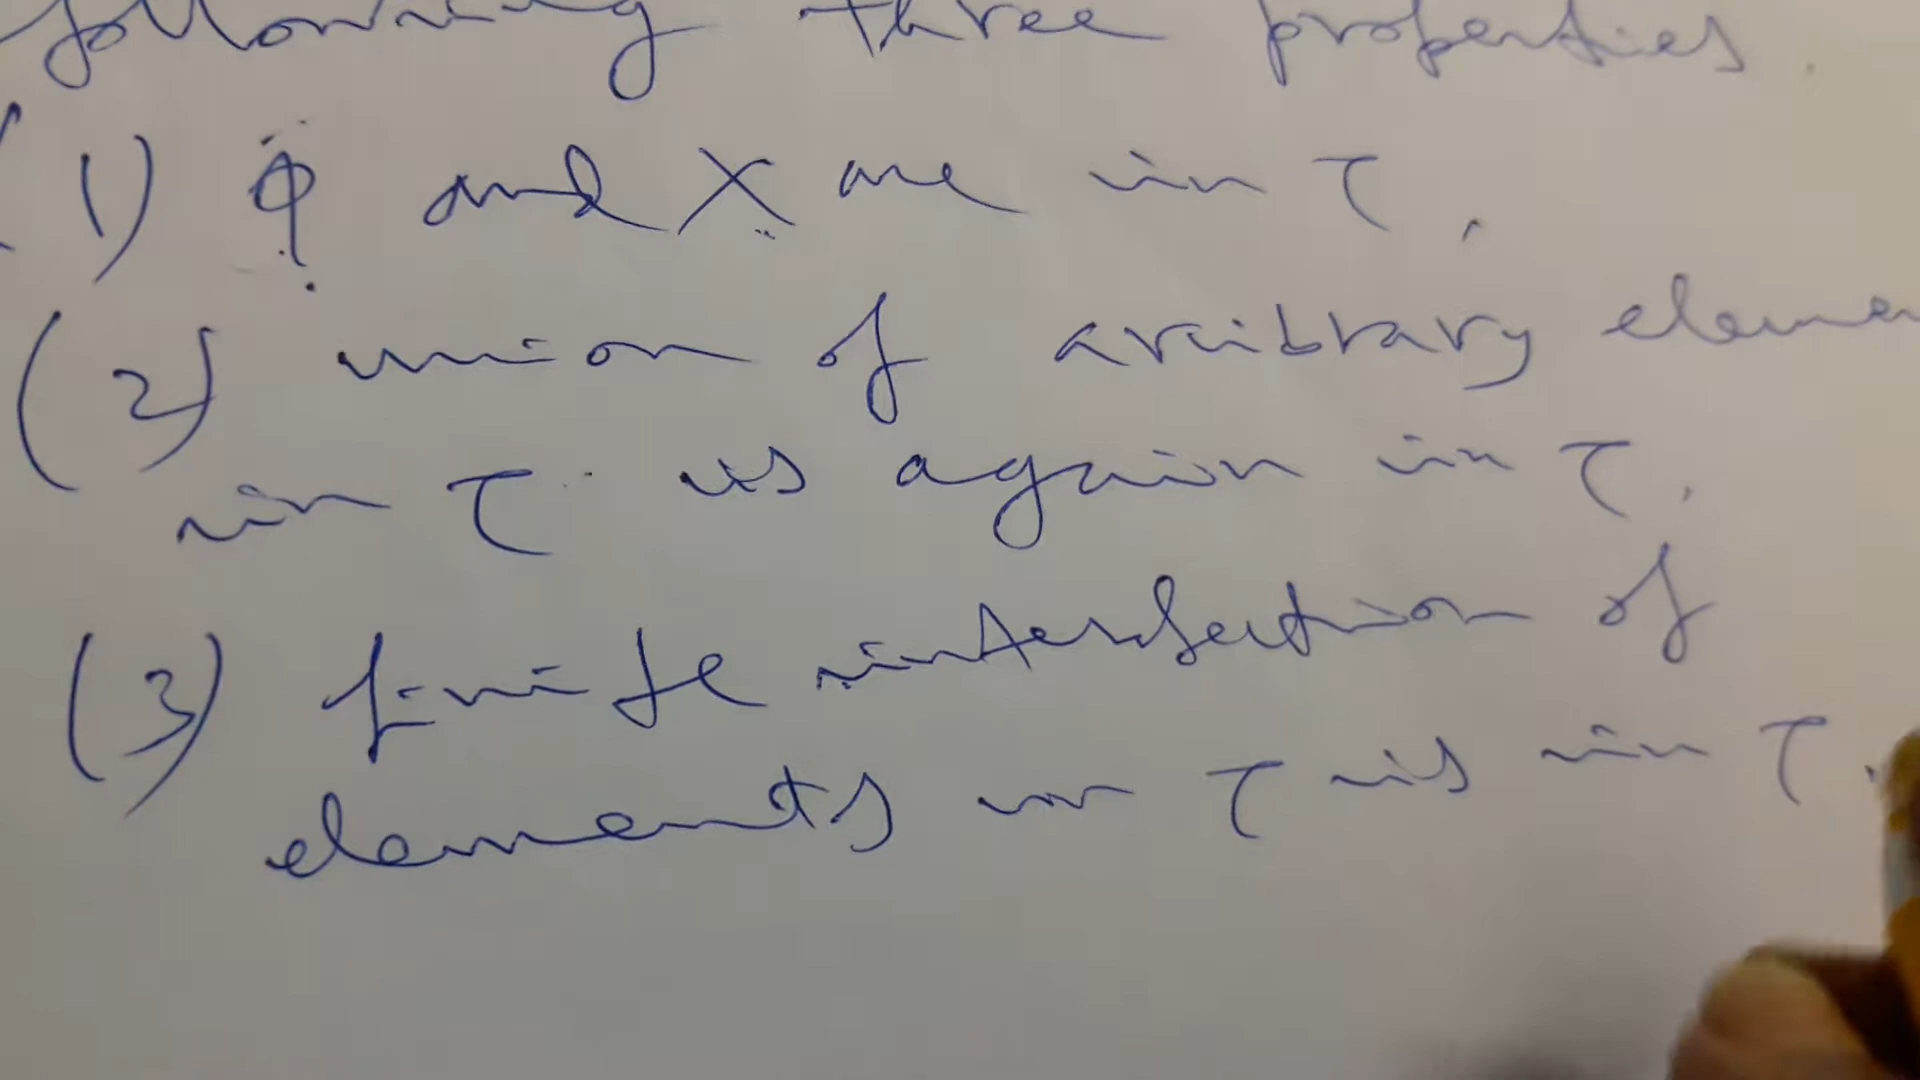 following three properties.
(1) φ and X are in τ.
(2) union of arbitrary elemen
in τ is again in τ.
(3) finite intersection of
elements in τ is in τ.